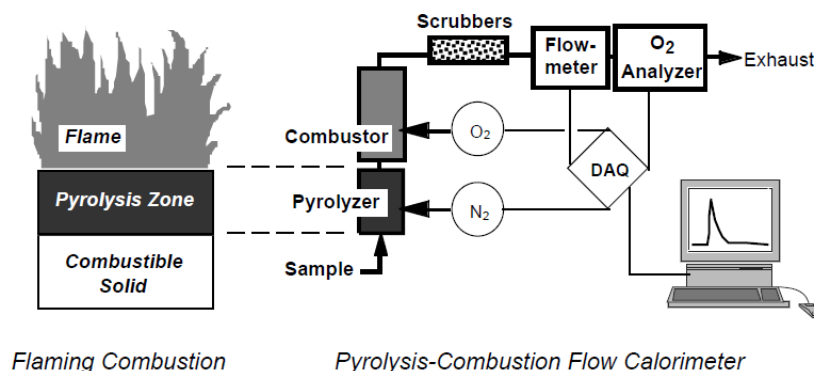 Scrubbers
Flow-
meter
O2
Analyzer
Exhaust
Flame
Combustor
O2
DAQ
Pyrolysis Zone
Pyrolyzer
N2
Combustible
Solid
Sample
Flaming Combustion
Pyrolysis-Combustion Flow Calorimeter